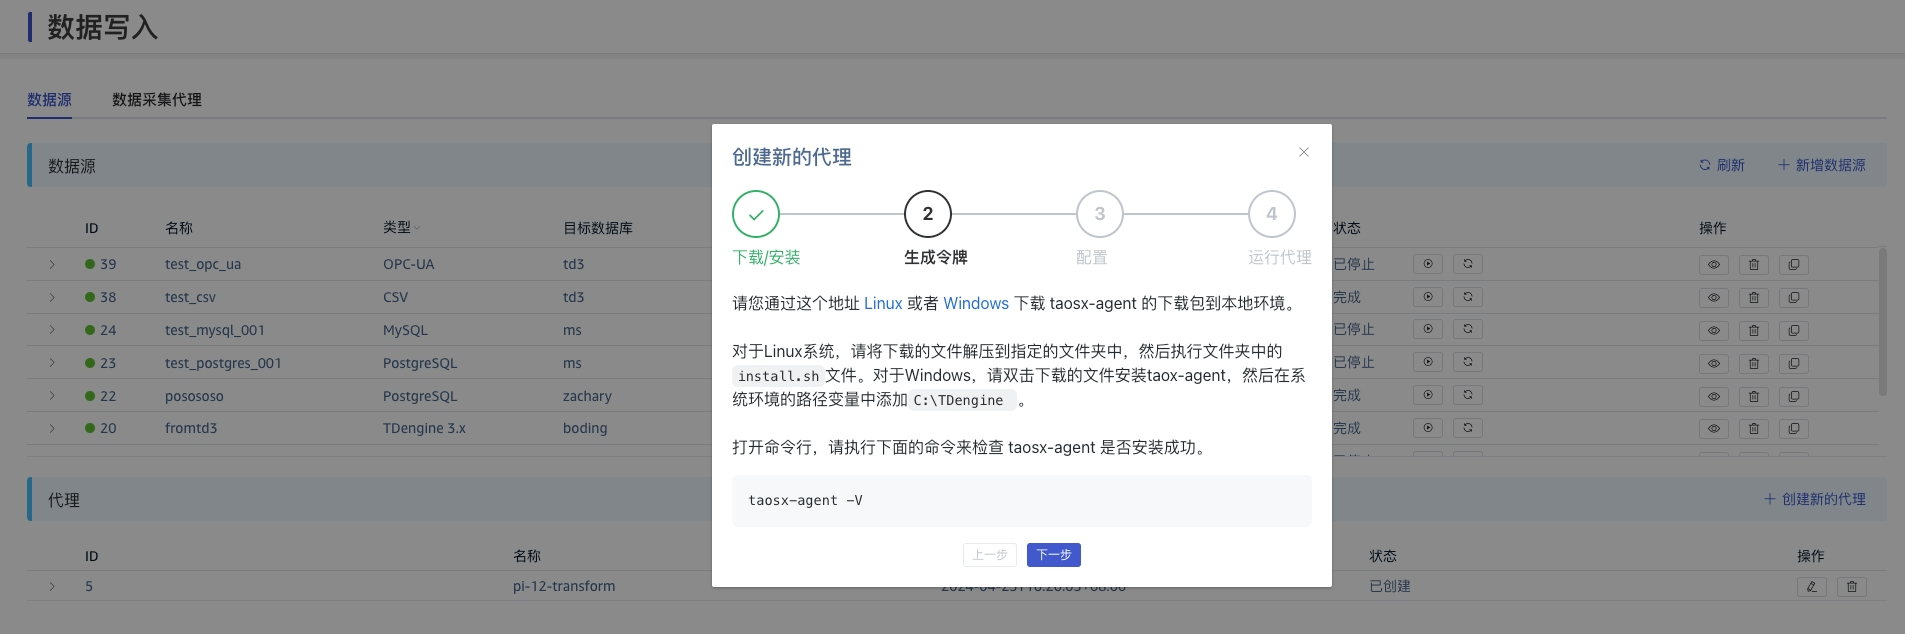 数据写入
数据源 数据采集代理
数据源 刷新 新增数据源
ID 名称 类型 目标数据库 状态 操作
39 test_opc_ua OPC-UA td3 已停止
38 test_csv CSV td3 完成
24 test_mysql_001 MySQL ms 已停止
23 test_postgres_001 PostgreSQL ms 已停止
22 posososo PostgreSQL zachary 完成
20 fromtd3 TDengine 3.x boding 完成
代理 创建新的代理
ID 名称 状态 操作
5 pi-12-transform 已创建
创建新的代理
2 3 4
下载/安装 生成令牌 配置 运行代理
请您通过这个地址 Linux 或者 Windows 下载 taosx-agent 的下载包到本地环境。
对于Linux系统，请将下载的文件解压到指定的文件夹中，然后执行文件夹中的
install.sh文件。对于Windows，请双击下载的文件安装taox-agent，然后在系
统环境的路径变量中添加 C:\TDengine 。
打开命令行，请执行下面的命令来检查 taosx-agent 是否安装成功。
taosx-agent -V
上一步 下一步